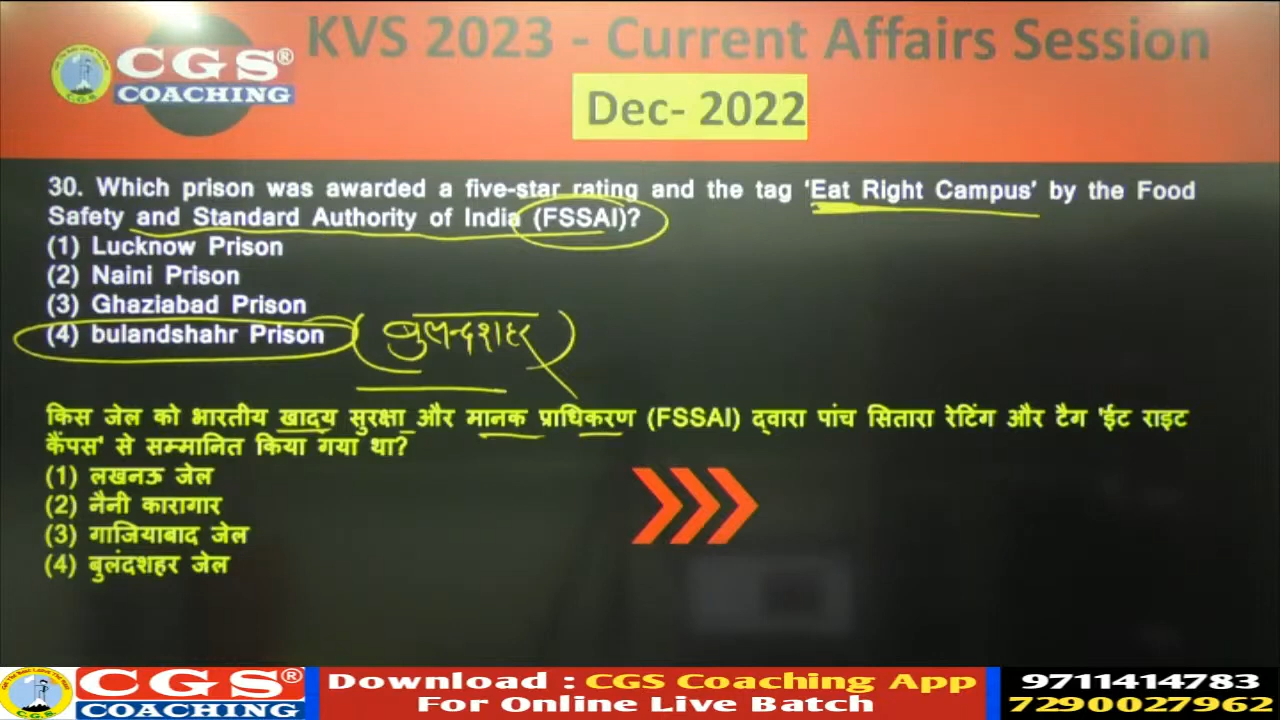 KVS 2023 - Current Affairs Session
CGS®
COACHING
Dec- 2022
30. Which prison was awarded a five-star rating and the tag 'Eat Right Campus' by the Food
Safety and Standard Authority of India (FSSAI)?
(1) Lucknow Prison
(2) Naini Prison
(3) Ghaziabad Prison
(4) bulandshahr Prison
(बुलन्दशहर)
किस जेल को भारतीय खाद्य सुरक्षा और मानक प्राधिकरण (FSSAI) द्वारा पांच सितारा रेटिंग और टैग 'ईट राइट
कैंपस' से सम्मानित किया गया था?
(1) लखनऊ जेल
(2) नैनी कारागार
(3) गाजियाबाद जेल
(4) बुलंदशहर जेल
CGS®
COACHING
Download : CGS Coaching App
For Online Live Batch
9711414783
7290027962